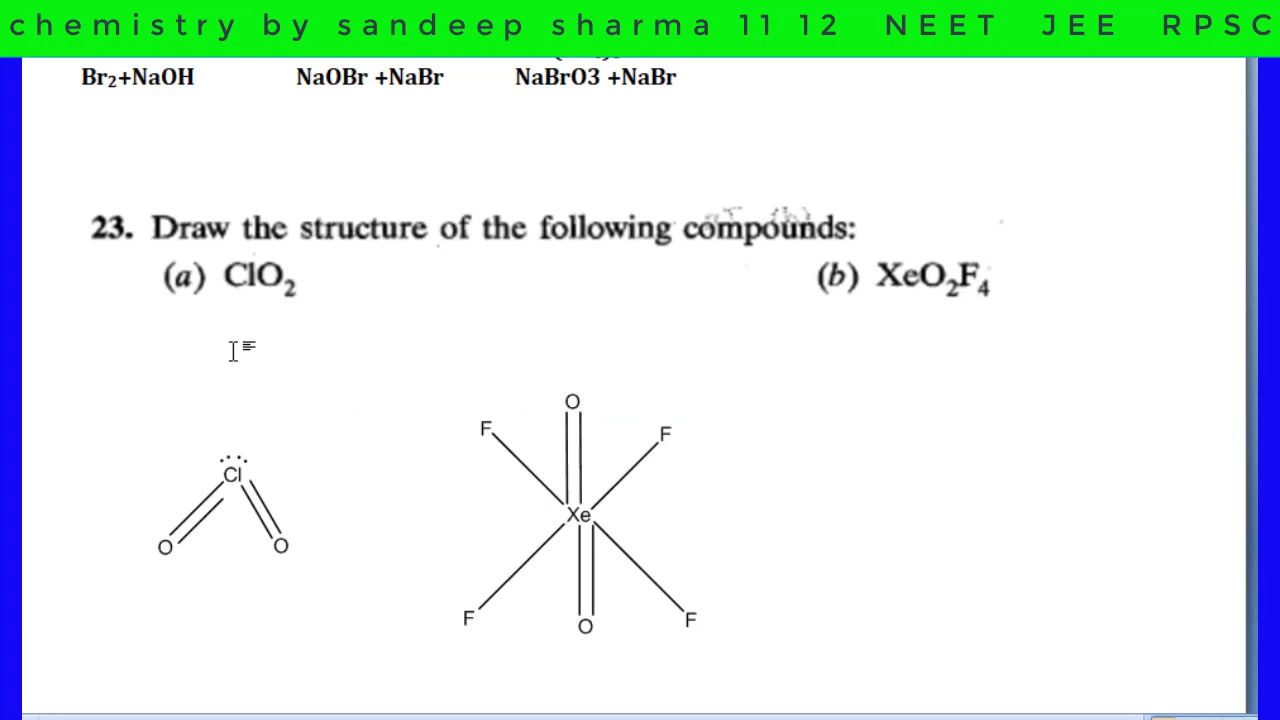 chemistry by sandeep sharma 11 12 NEET JEE RPSC
Br₂+NaOH NaOBr +NaBr NaBrO3 +NaBr
23. Draw the structure of the following compounds:
(a) ClO₂ (b) XeO₂F₄
O
F F
Cl
Xe
O O
F O F